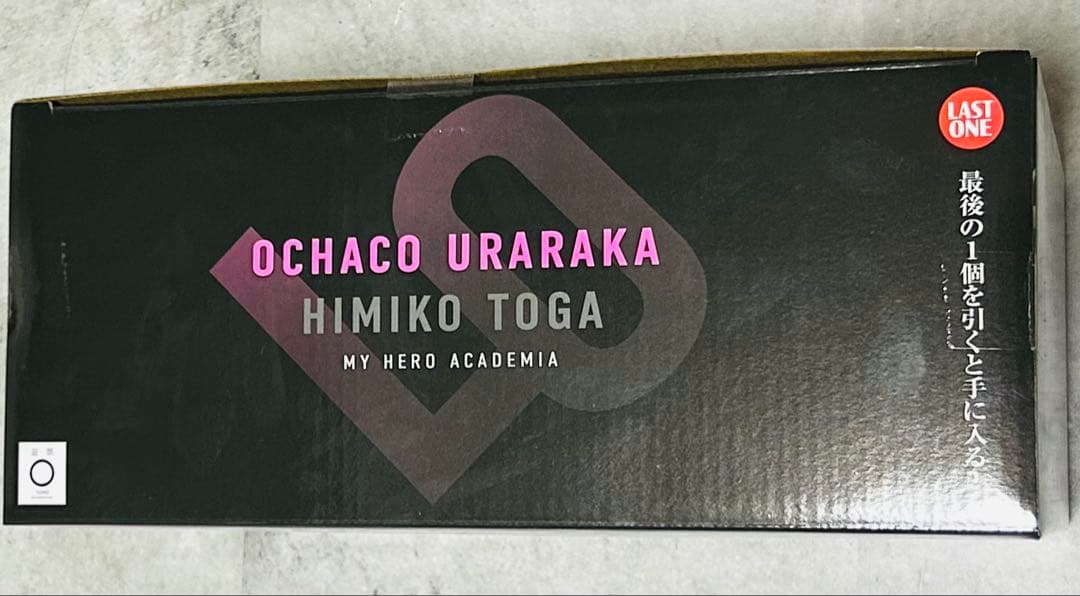 LAST
ONE
OCHACO URARAKA
HIMIKO TOGA
MY HERO ACADEMIA
最後の1個を引くと手に入る